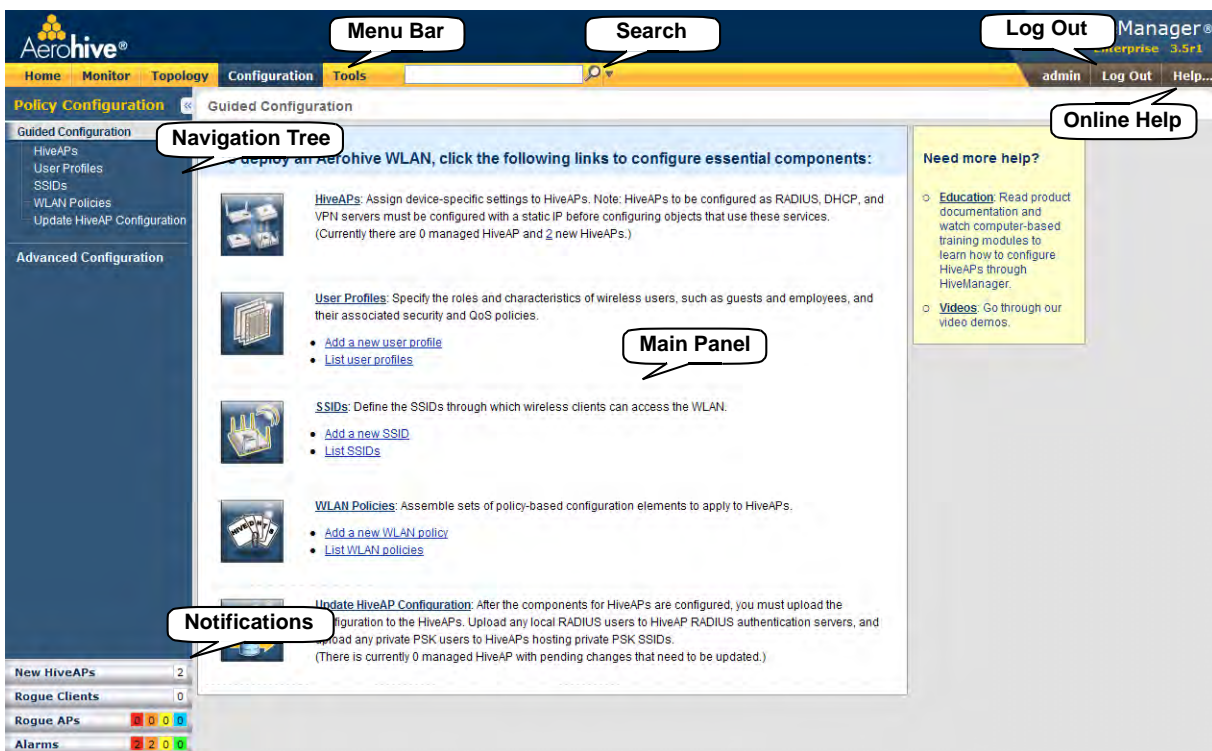 Menu Bar
Search
Log Out
Aerohive®
Manager®
Enterprise 3.5r1
Home Monitor Topology Configuration Tools
admin Log Out Help...
Policy Configuration «
Guided Configuration
Online Help
Guided Configuration
HiveAPs
User Profiles
SSIDs
WLAN Policies
Update HiveAP Configuration
Advanced Configuration
Navigation Tree
deploy an Aerohive WLAN, click the following links to configure essential components:
HiveAPs: Assign device-specific settings to HiveAPs. Note: HiveAPs to be configured as RADIUS, DHCP, and
VPN servers must be configured with a static IP before configuring objects that use these services.
(Currently there are 0 managed HiveAP and 2 new HiveAPs.)
User Profiles: Specify the roles and characteristics of wireless users, such as guests and employees, and
their associated security and QoS policies.
• Add a new user profile
• List user profiles
Main Panel
SSIDs: Define the SSIDs through which wireless clients can access the WLAN.
• Add a new SSID
• List SSIDs
WLAN Policies: Assemble sets of policy-based configuration elements to apply to HiveAPs.
• Add a new WLAN policy
• List WLAN policies
Update HiveAP Configuration: After the components for HiveAPs are configured, you must upload the
configuration to the HiveAPs. Upload any local RADIUS users to HiveAP RADIUS authentication servers, and
upload any private PSK users to HiveAPs hosting private PSK SSIDs.
(There is currently 0 managed HiveAP with pending changes that need to be updated.)
Need more help?
Education: Read product
documentation and
watch computer-based
training modules to
learn how to configure
HiveAPs through
HiveManager.
Videos: Go through our
video demos.
Notifications
New HiveAPs 2
Rogue Clients 0
Rogue APs 0 0 0 0
Alarms 2 2 0 0